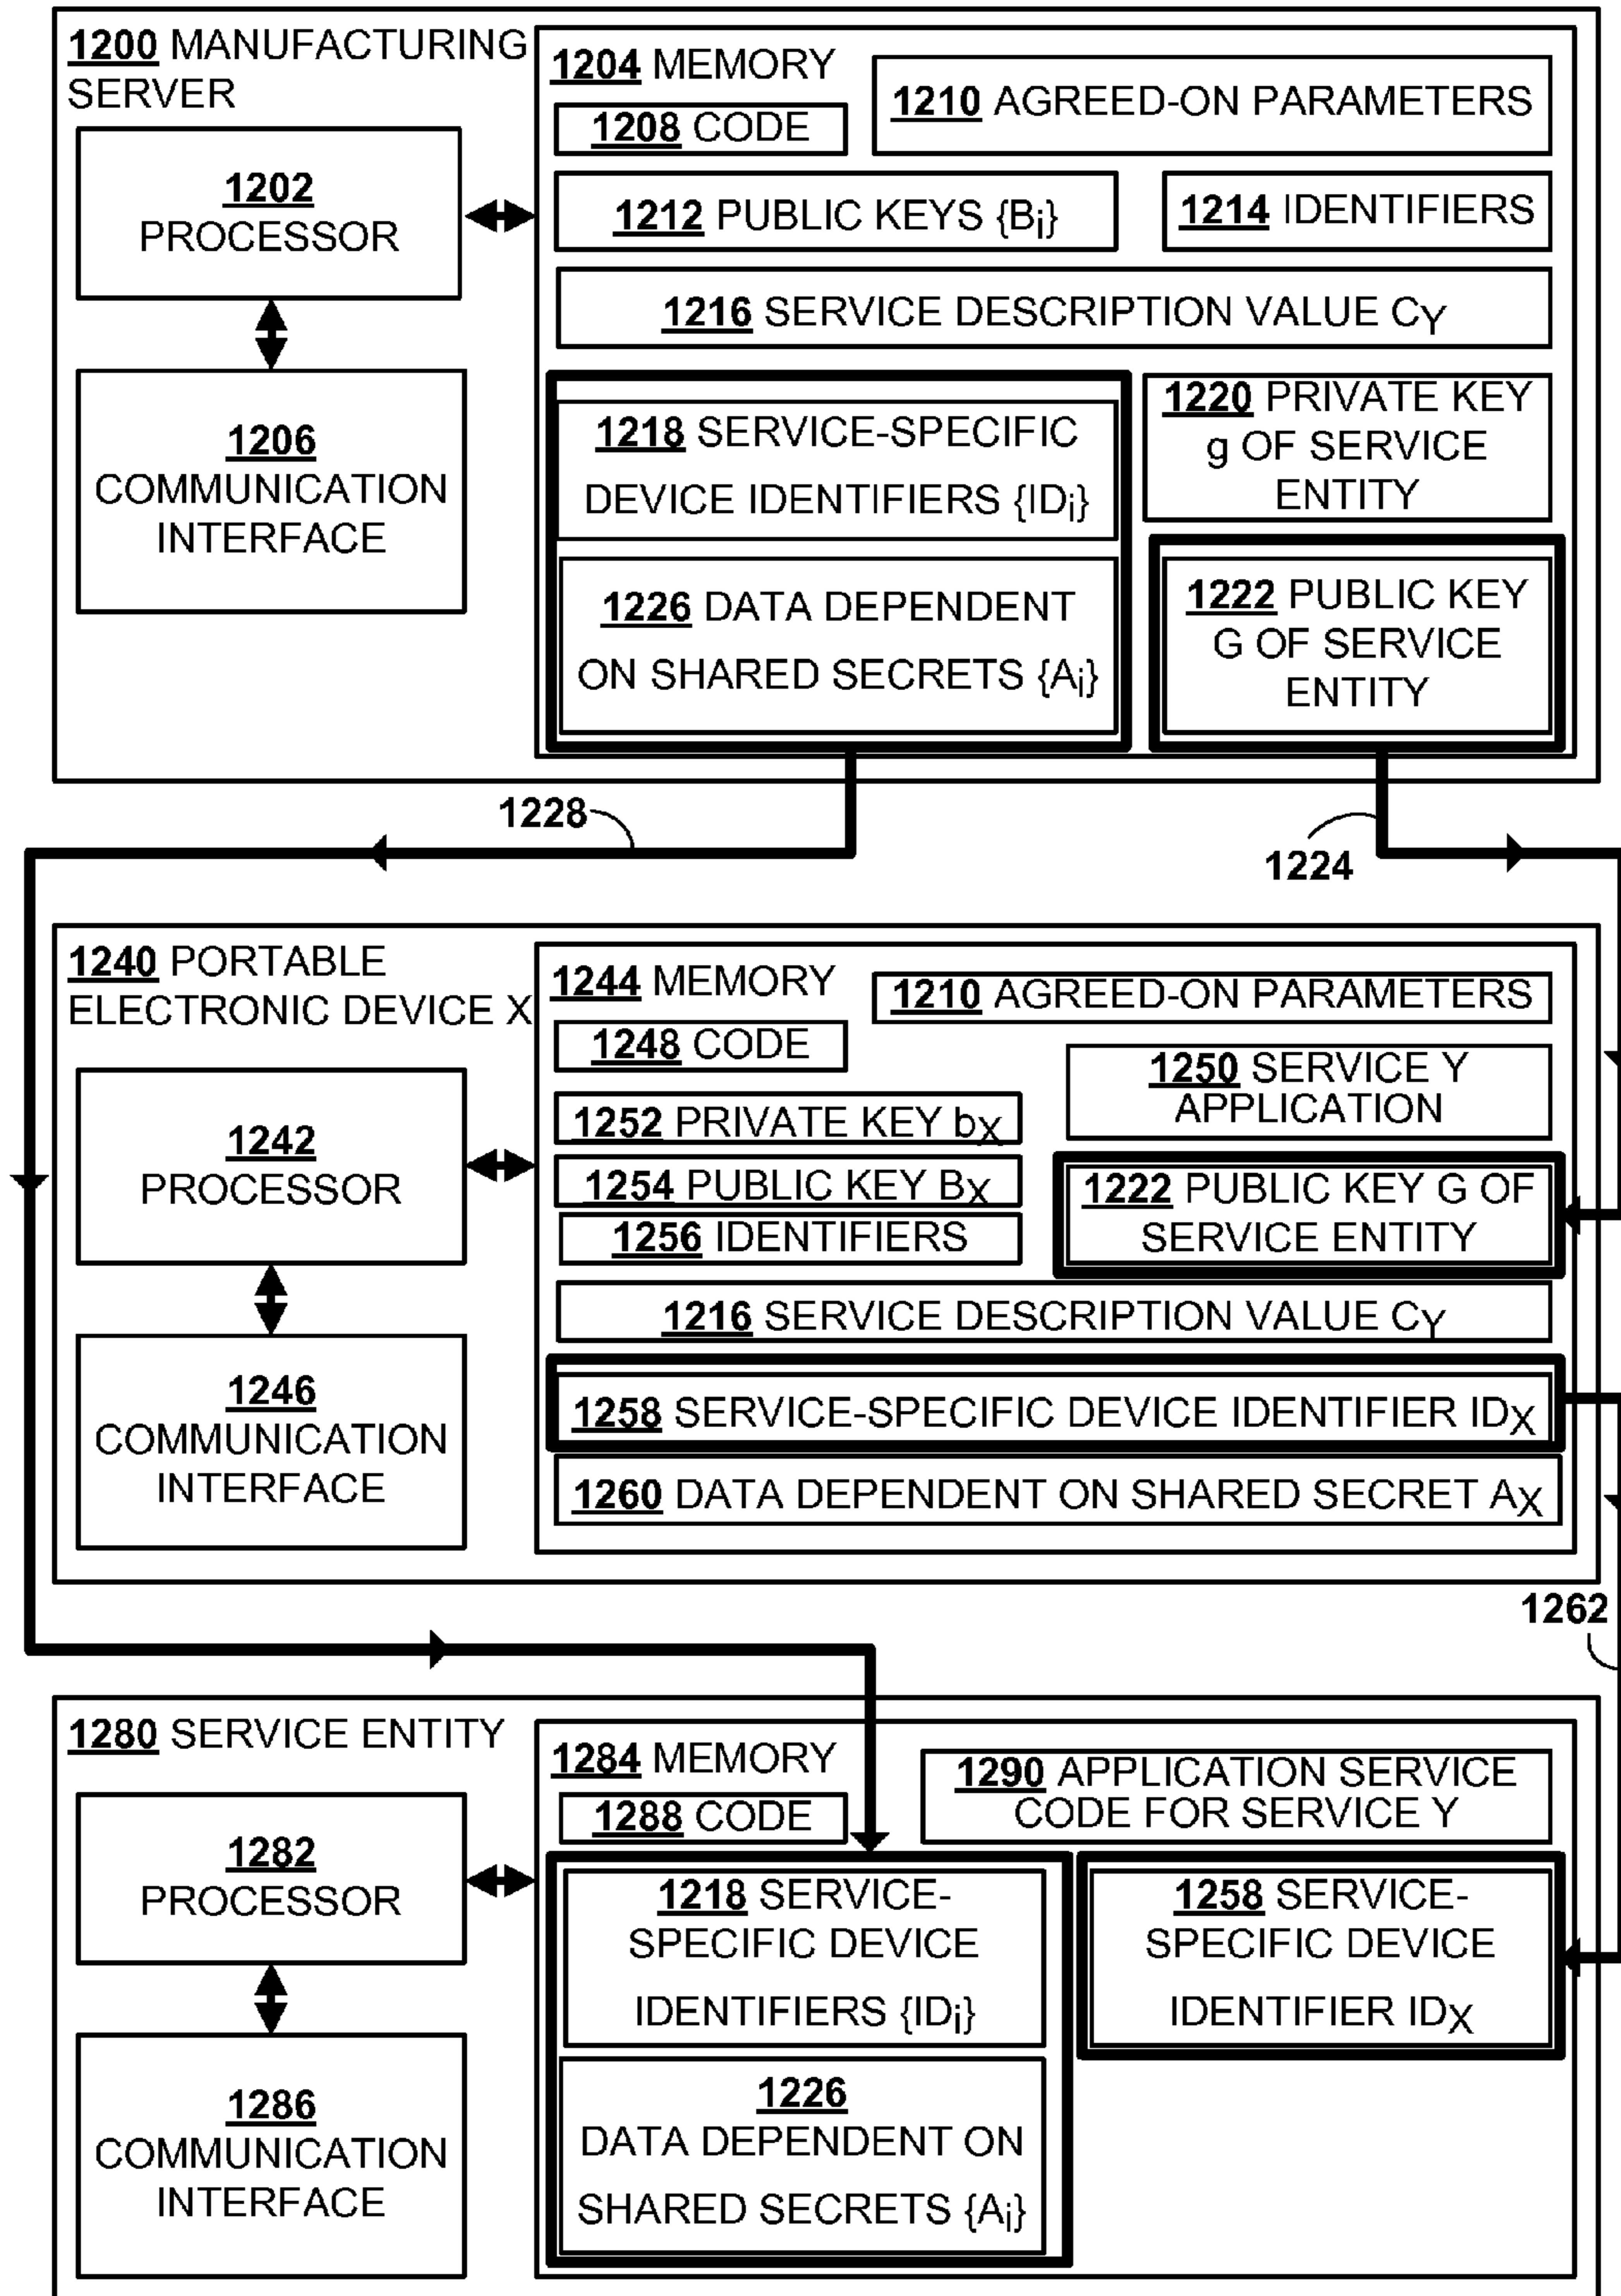 1200 MANUFACTURING
SERVER
1202
PROCESSOR
1206
COMMUNICATION
INTERFACE
1204 MEMORY
1208 CODE
1210 AGREED-ON PARAMETERS
1212 PUBLIC KEYS {Bi}
1214 IDENTIFIERS
1216 SERVICE DESCRIPTION VALUE CY
1218 SERVICE-SPECIFIC
DEVICE IDENTIFIERS {IDi}
1226 DATA DEPENDENT
ON SHARED SECRETS {Ai}
1220 PRIVATE KEY
g OF SERVICE
ENTITY
1222 PUBLIC KEY
G OF SERVICE
ENTITY
1228
1224
1240 PORTABLE
ELECTRONIC DEVICE X
1242
PROCESSOR
1246
COMMUNICATION
INTERFACE
1244 MEMORY
1210 AGREED-ON PARAMETERS
1248 CODE
1250 SERVICE Y
APPLICATION
1252 PRIVATE KEY bX
1254 PUBLIC KEY BX
1256 IDENTIFIERS
1222 PUBLIC KEY G OF
SERVICE ENTITY
1216 SERVICE DESCRIPTION VALUE CY
1258 SERVICE-SPECIFIC DEVICE IDENTIFIER IDX
1260 DATA DEPENDENT ON SHARED SECRET AX
1262
1280 SERVICE ENTITY
1282
PROCESSOR
1286
COMMUNICATION
INTERFACE
1284 MEMORY
1288 CODE
1290 APPLICATION SERVICE
CODE FOR SERVICE Y
1218 SERVICE-
SPECIFIC DEVICE
IDENTIFIERS {IDi}
1226
DATA DEPENDENT ON
SHARED SECRETS {Ai}
1258 SERVICE-
SPECIFIC DEVICE
IDENTIFIER IDX